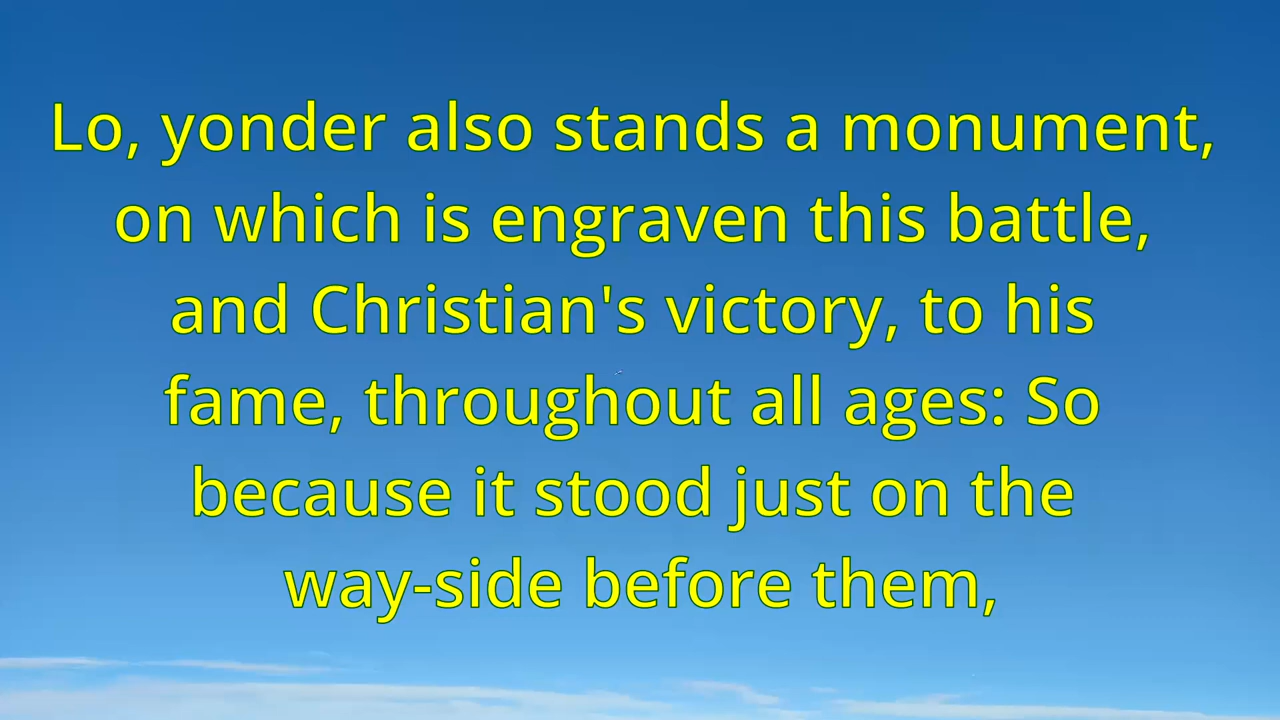 Lo, yonder also stands a monument,
on which is engraven this battle,
and Christian's victory, to his
fame, throughout all ages: So
because it stood just on the
way-side before them,